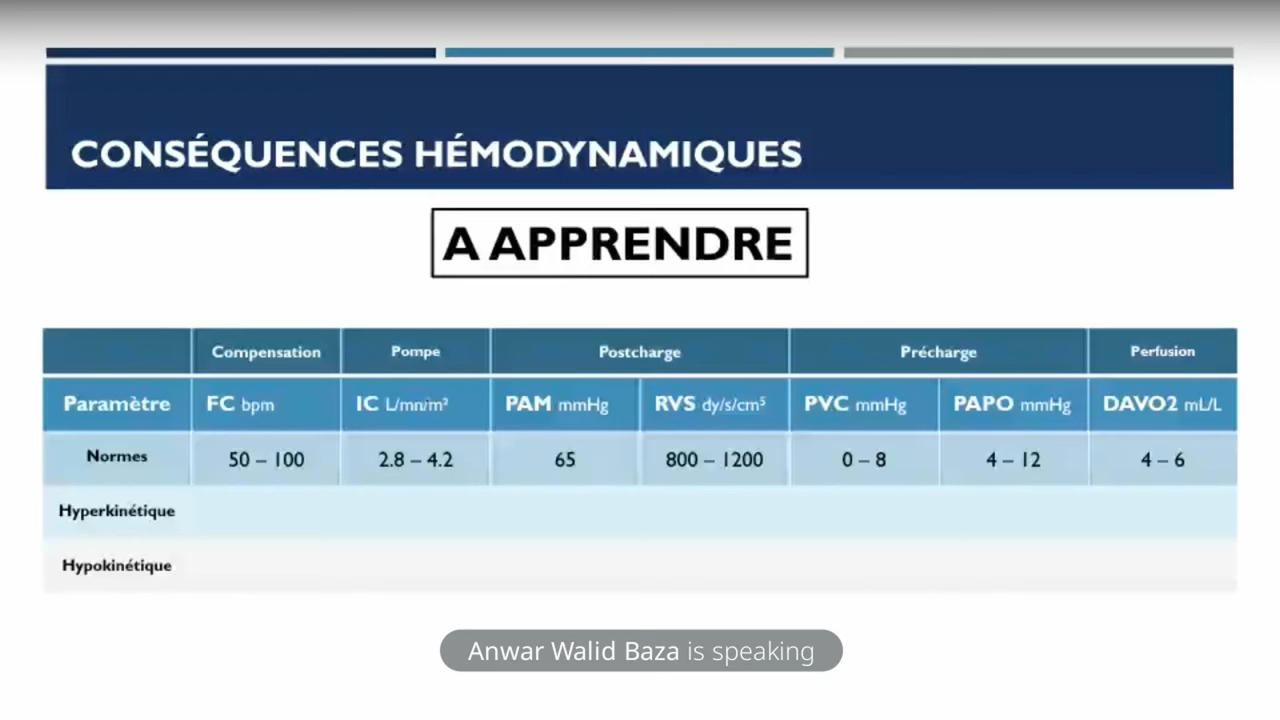 CONSÉQUENCES HÉMODYNAMIQUES
A APPRENDRE
Compensation Pompe Postcharge Précharge Perfusion
Paramètre FC bpm IC L/mn/m² PAM mmHg RVS dy/s/cm⁵ PVC mmHg PAPO mmHg DAVO2 mL/L
Normes 50 – 100 2.8 – 4.2 65 800 – 1200 0 – 8 4 – 12 4 – 6
Hyperkinétique
Hypokinétique
Anwar Walid Baza is speaking